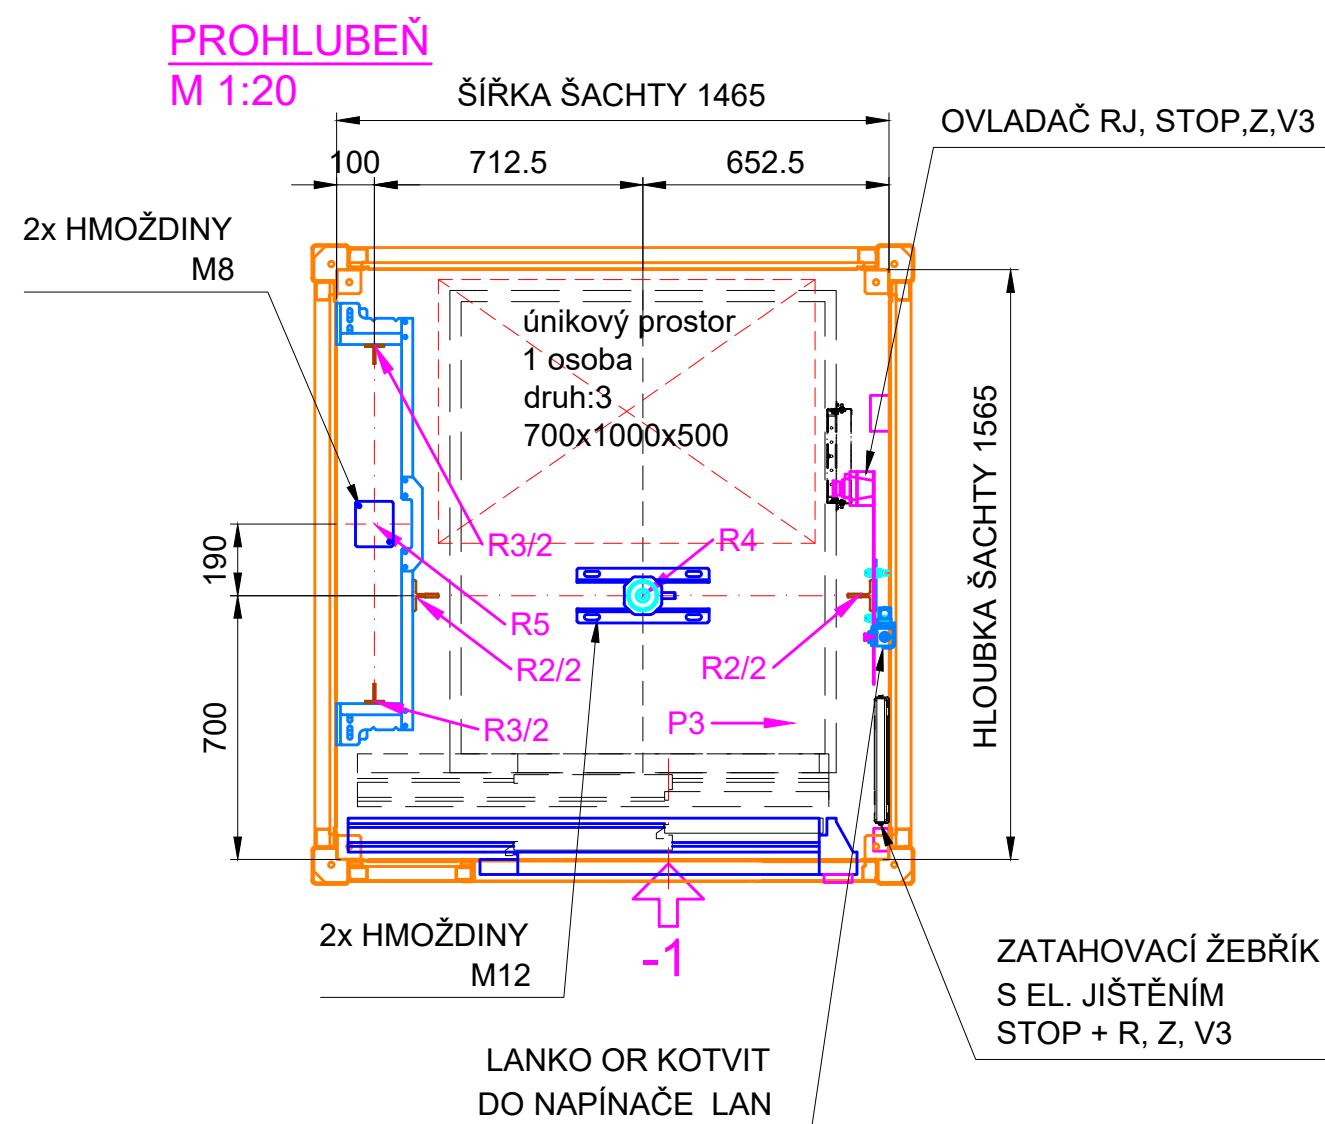 PROHLUBEŇ
M 1:20
ŠÍŘKA ŠACHTY 1465
OVLADAČ RJ, STOP,Z,V3
100
712.5
652.5
2x HMOŽDINY
M8
únikový prostor
1 osoba
druh:3
700x1000x500
HLOUBKA ŠACHTY 1565
190
700
R3/2
R4
R5
R2/2
R2/2
R3/2
P3
2x HMOŽDINY
M12
-1
ZATAHOVACÍ ŽEBŘÍK
S EL. JIŠTĚNÍM
STOP + R, Z, V3
LANKO OR KOTVIT
DO NAPÍNAČE LAN